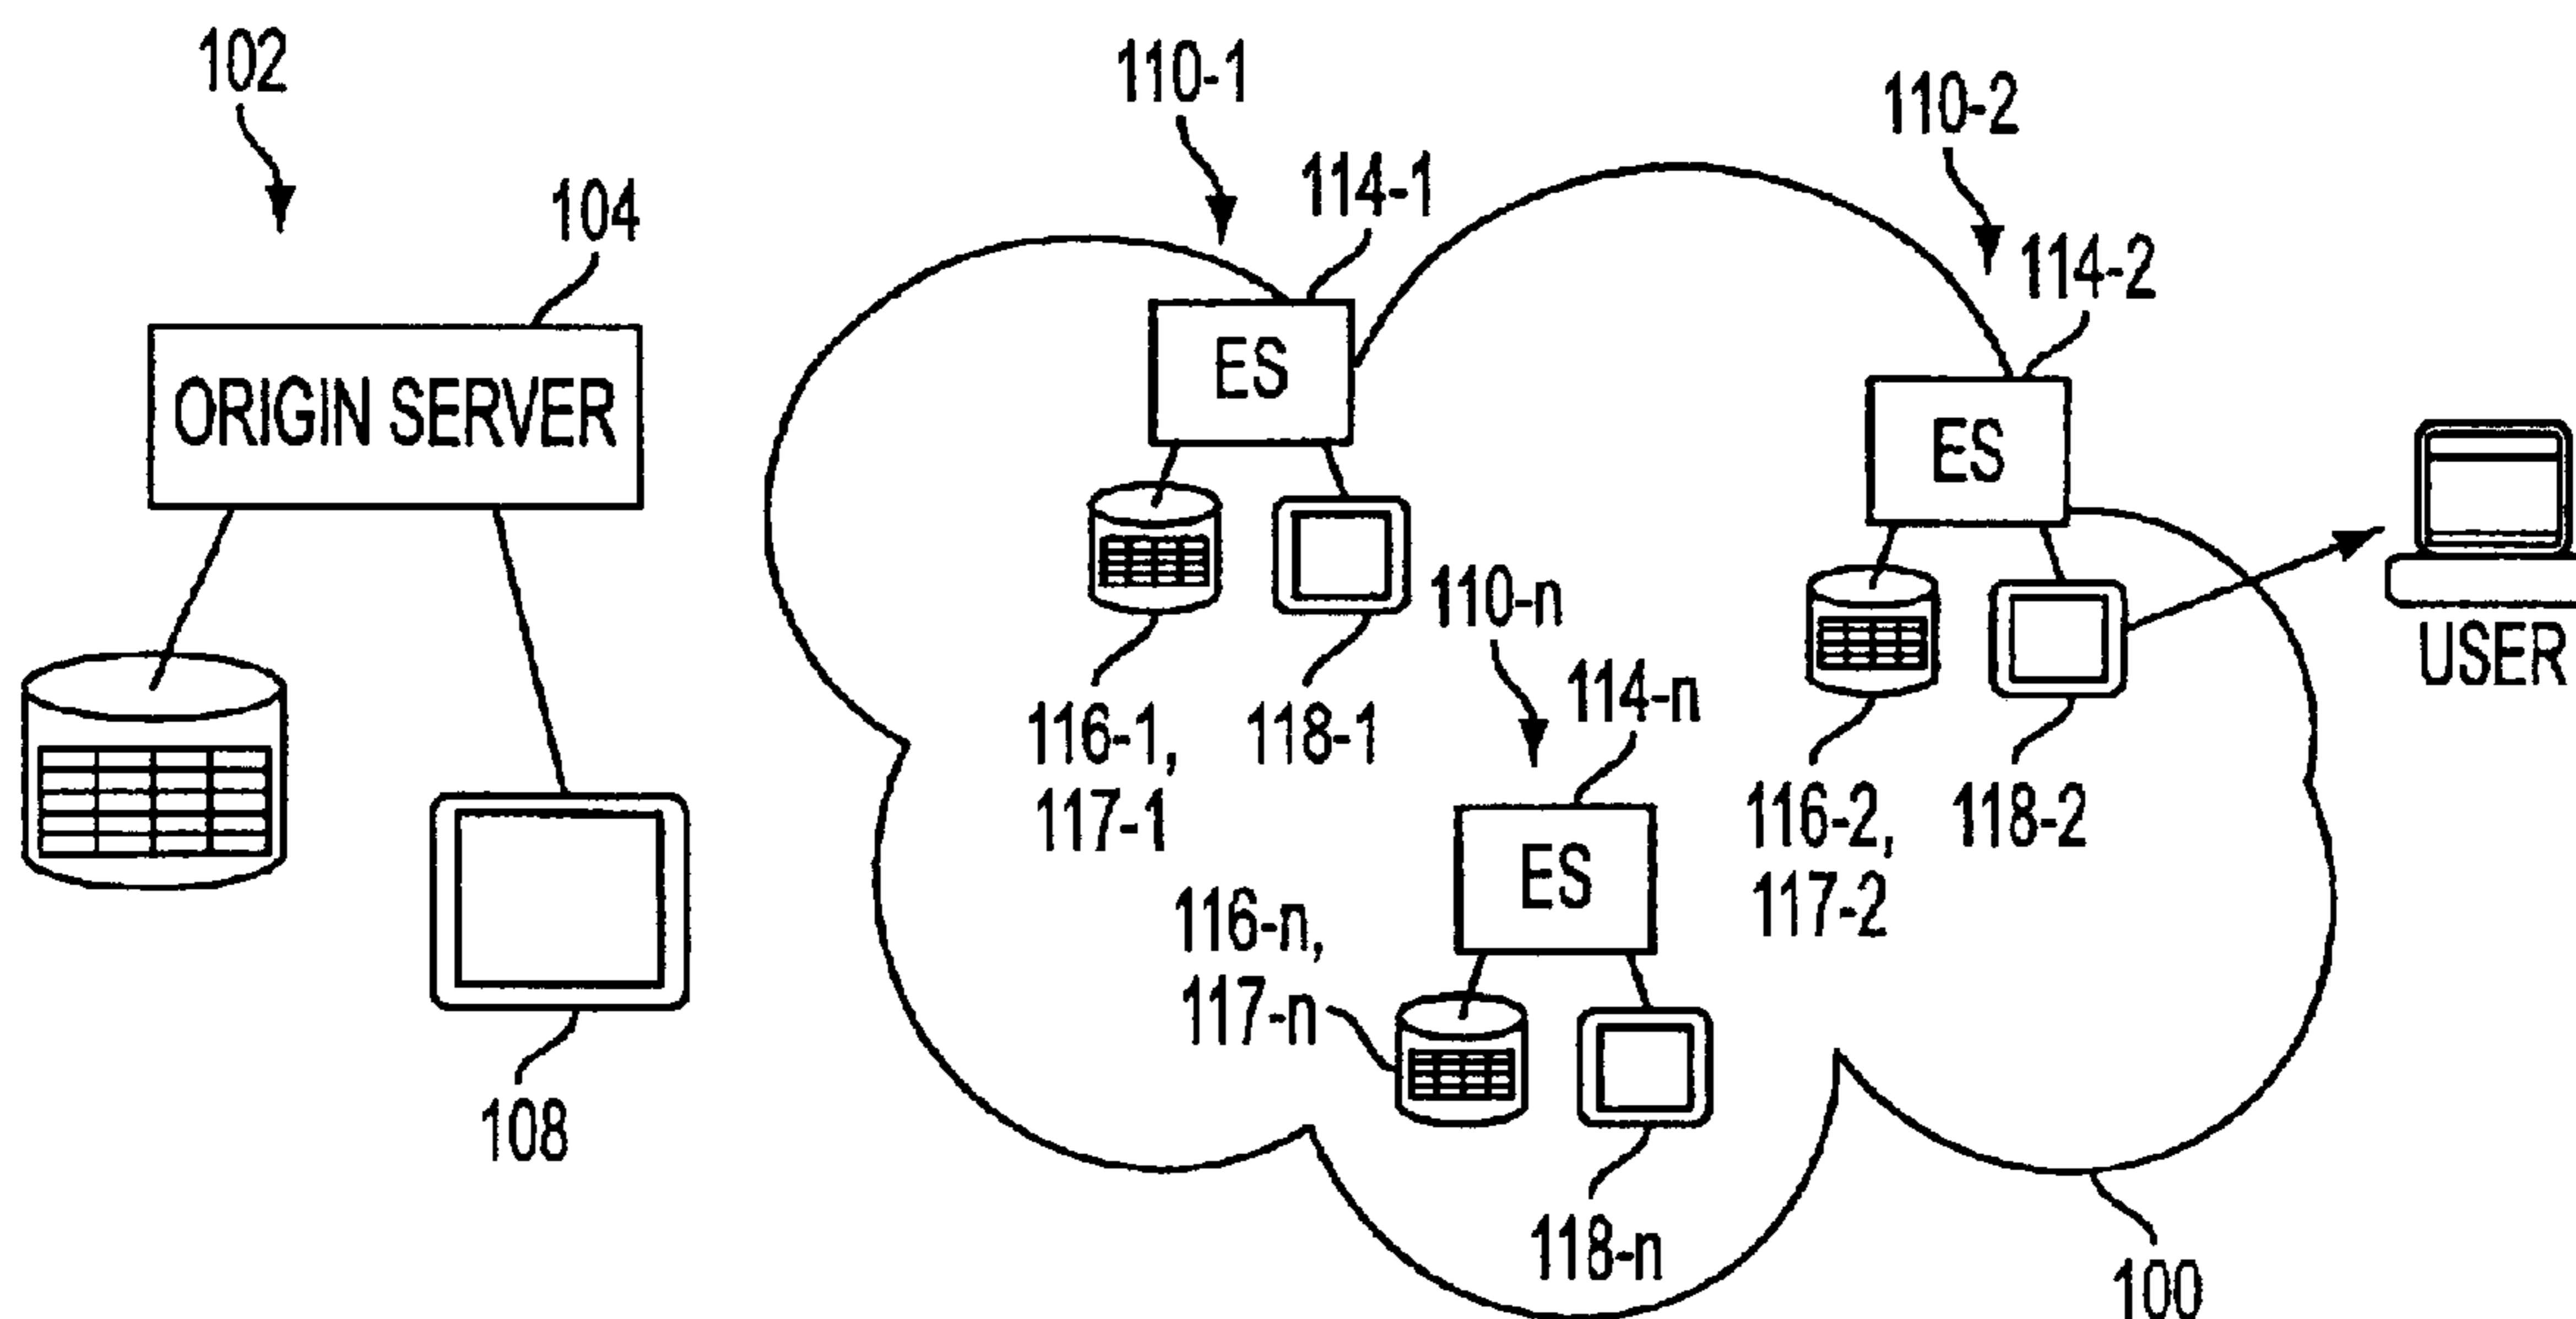 102
104
ORIGIN SERVER
108
110-1
114-1
ES
116-1,
117-1
118-1
110-2
114-2
ES
116-2,
117-2
118-2
USER
110-n
114-n
ES
116-n,
117-n
118-n
100